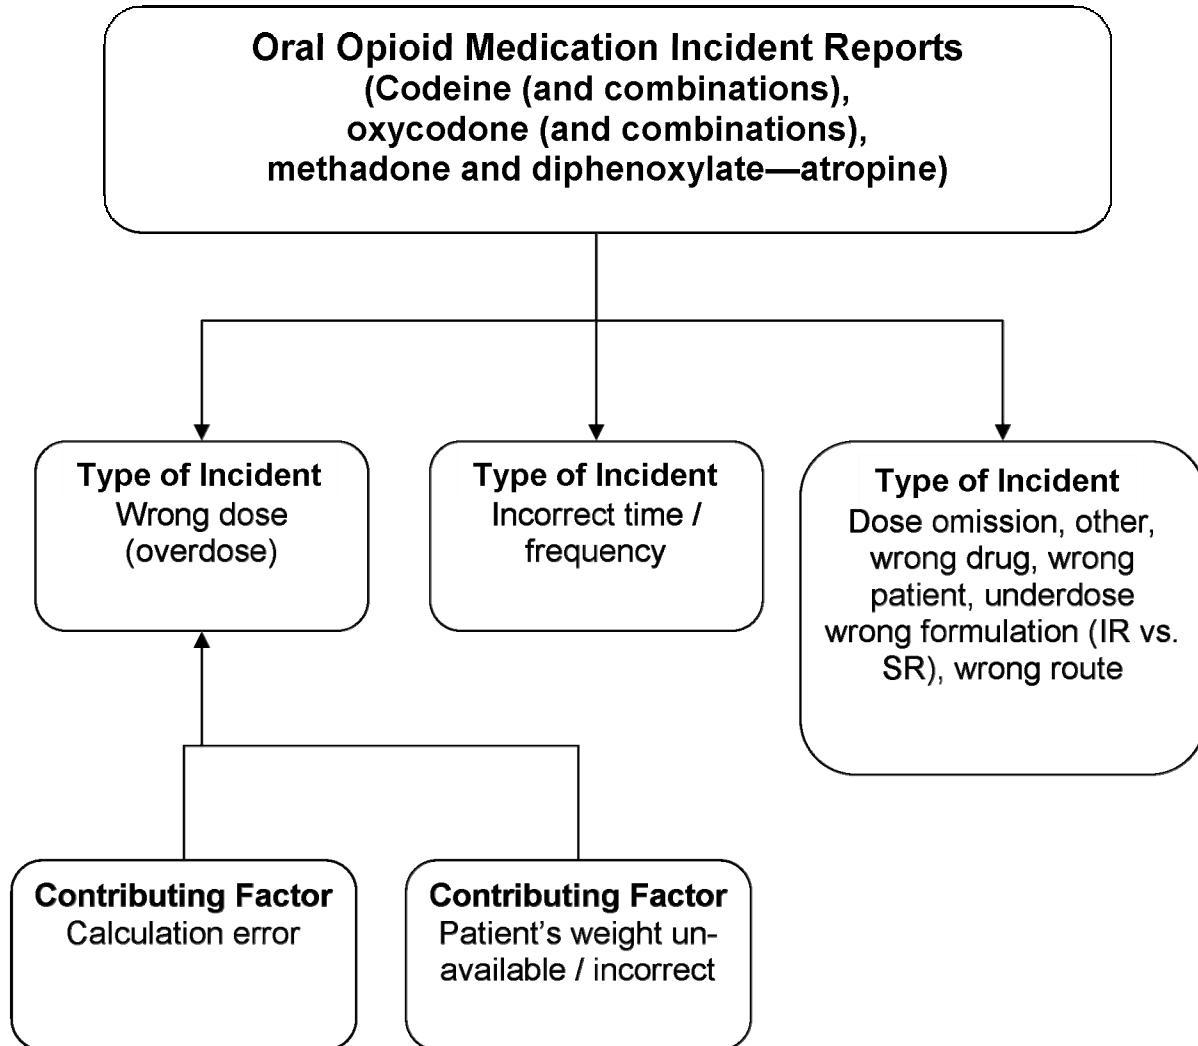 Oral Opioid Medication Incident Reports
(Codeine (and combinations),
oxycodone (and combinations),
methadone and diphenoxylate—atropine)
Type of Incident
Wrong dose
(overdose)
Type of Incident
Incorrect time /
frequency
Type of Incident
Dose omission, other,
wrong drug, wrong
patient, underdose
wrong formulation (IR vs.
SR), wrong route
Contributing Factor
Calculation error
Contributing Factor
Patient’s weight un-
available / incorrect